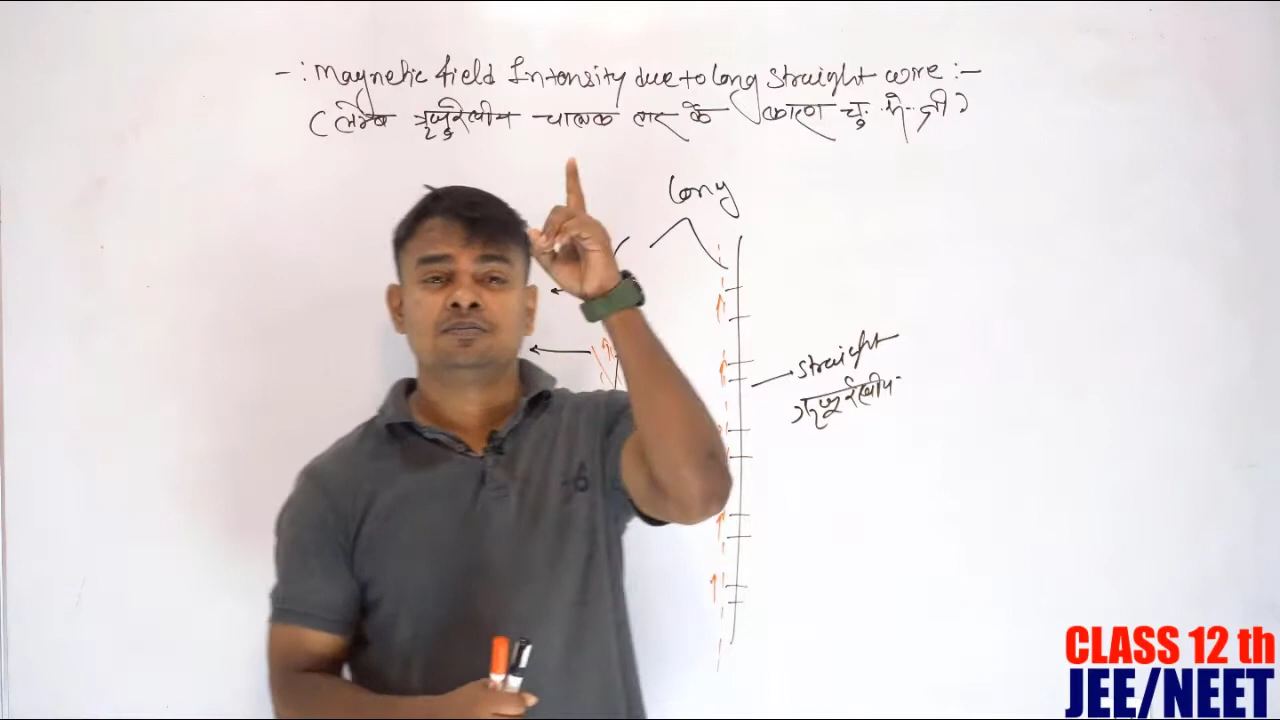 -: Magnetic field Intensity due to long straight wire :-
( लम्बे ऋजुरेखीय चालक तार के कारण चु. में ती )
long
straight
ऋजुरेखीय
CLASS 12 th
JEE/NEET